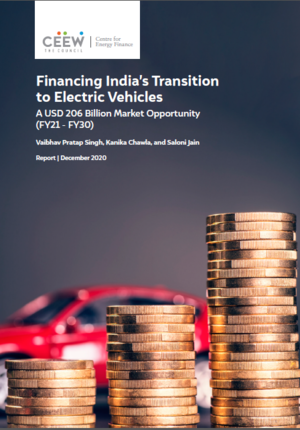 CEEW
THE COUNCIL
Centre for
Energy Finance
Financing India's Transition
to Electric Vehicles
A USD 206 Billion Market Opportunity
(FY21 - FY30)
Vaibhav Pratap Singh, Kanika Chawla, and Saloni Jain
Report | December 2020